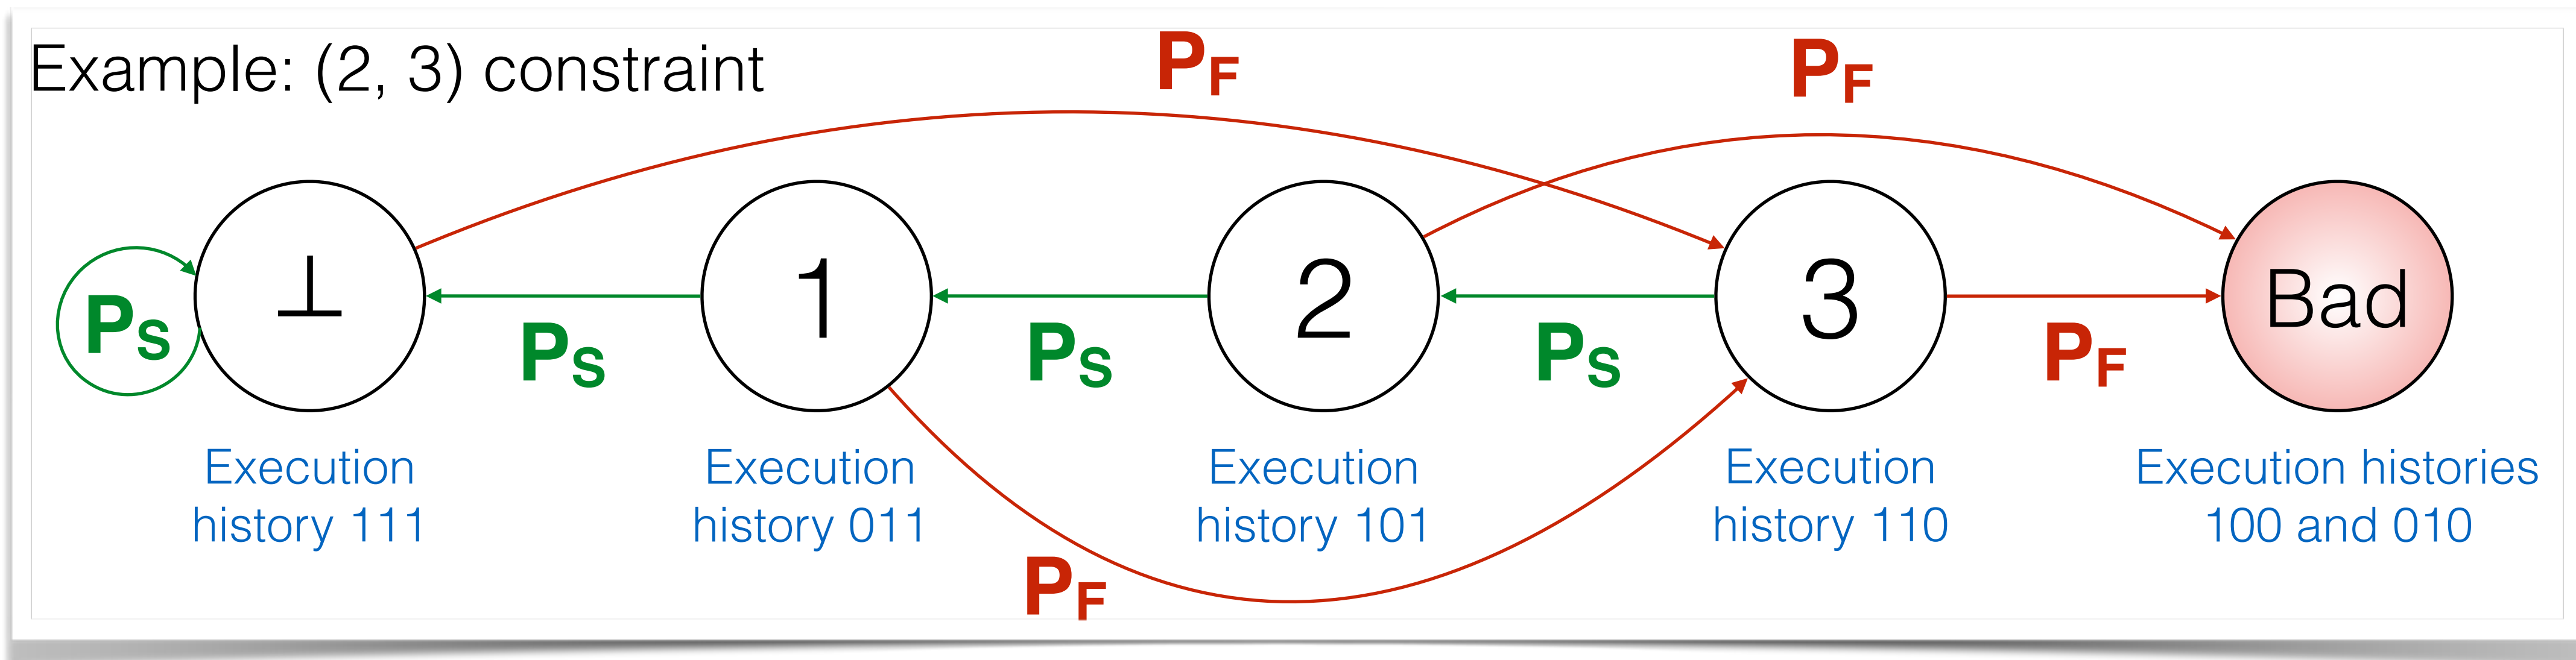 Example: (2, 3) constraint
PF
PF
PS
⊥
1
2
3
Bad
PS
PS
PS
PF
Execution
history 111
Execution
history 011
Execution
history 101
Execution
history 110
Execution histories
100 and 010
PF